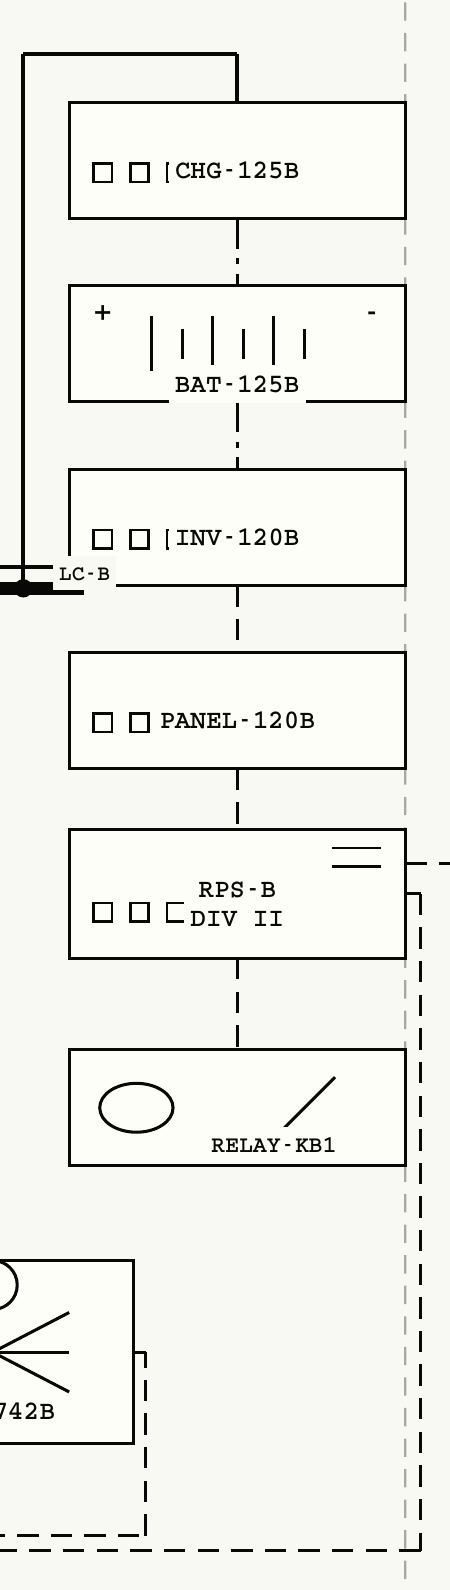 CHG-125B
+ -
BAT-125B
INV-120B
LC-B
PANEL-120B
RPS-B
DIV II
RELAY-KB1
742B